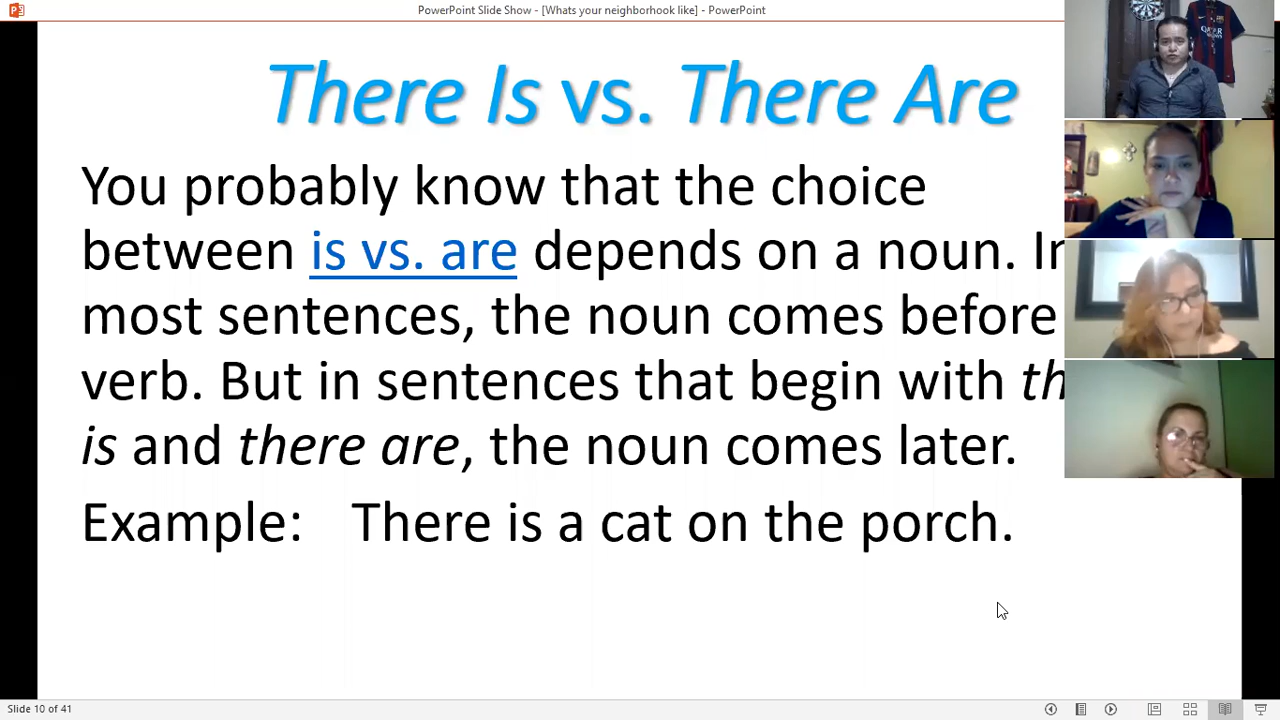 PowerPoint Slide Show - [Whats your neighborhook like] - PowerPoint
There Is vs. There Are
You probably know that the choice
between is vs. are depends on a noun. In
most sentences, the noun comes before
verb. But in sentences that begin with th
is and there are, the noun comes later.
Example: There is a cat on the porch.
Slide 10 of 41